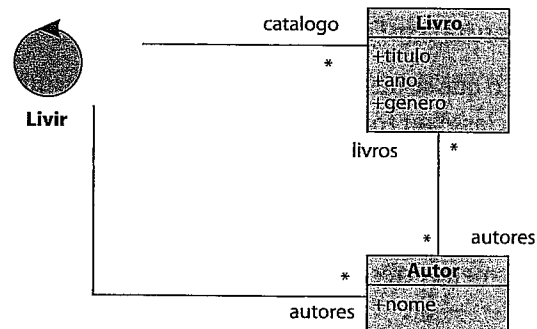 catalogo
*
Livro
+titulo
+ano
+genero
Livir
livros
*
*
autores
*
autores
Autor
+nome